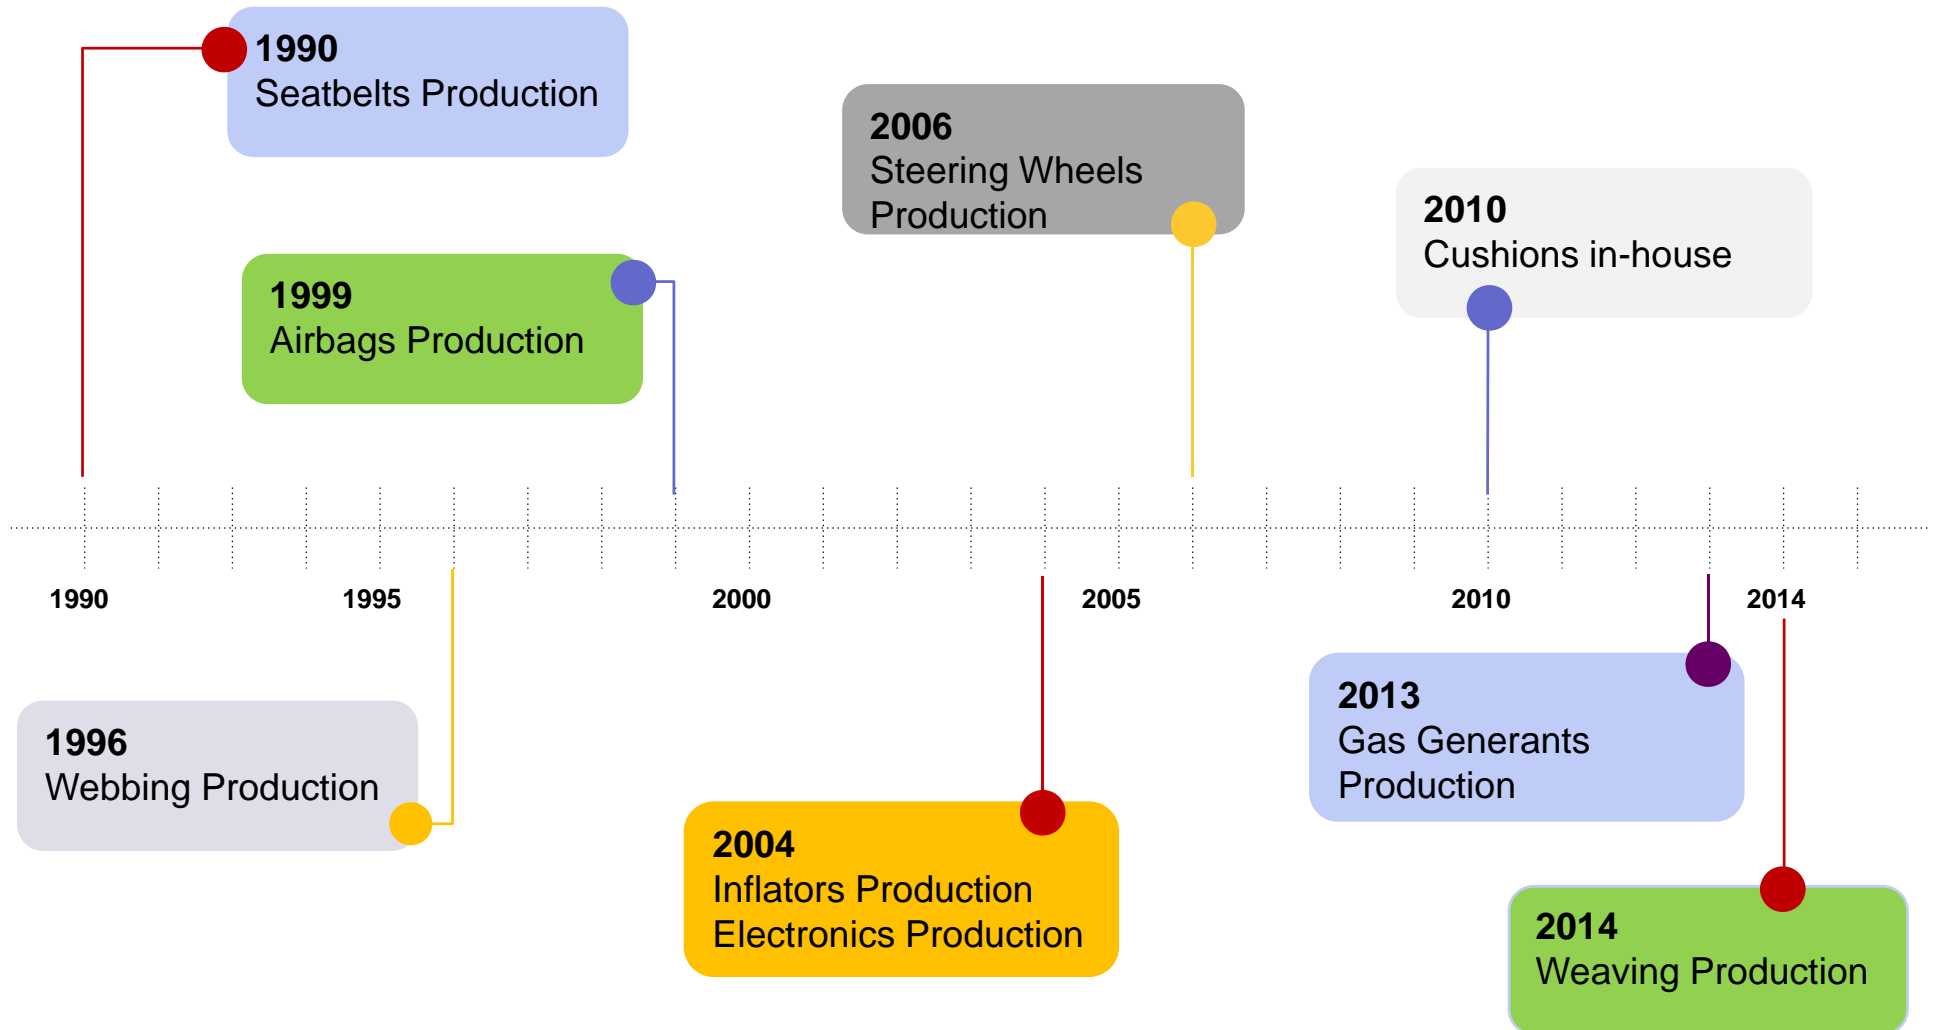 1990
Seatbelts Production
2006
Steering Wheels
Production
2010
Cushions in-house
1999
Airbags Production
1990
1995
2000
2005
2010
2014
1996
Webbing Production
2004
Inflators Production
Electronics Production
2013
Gas Generants
Production
2014
Weaving Production